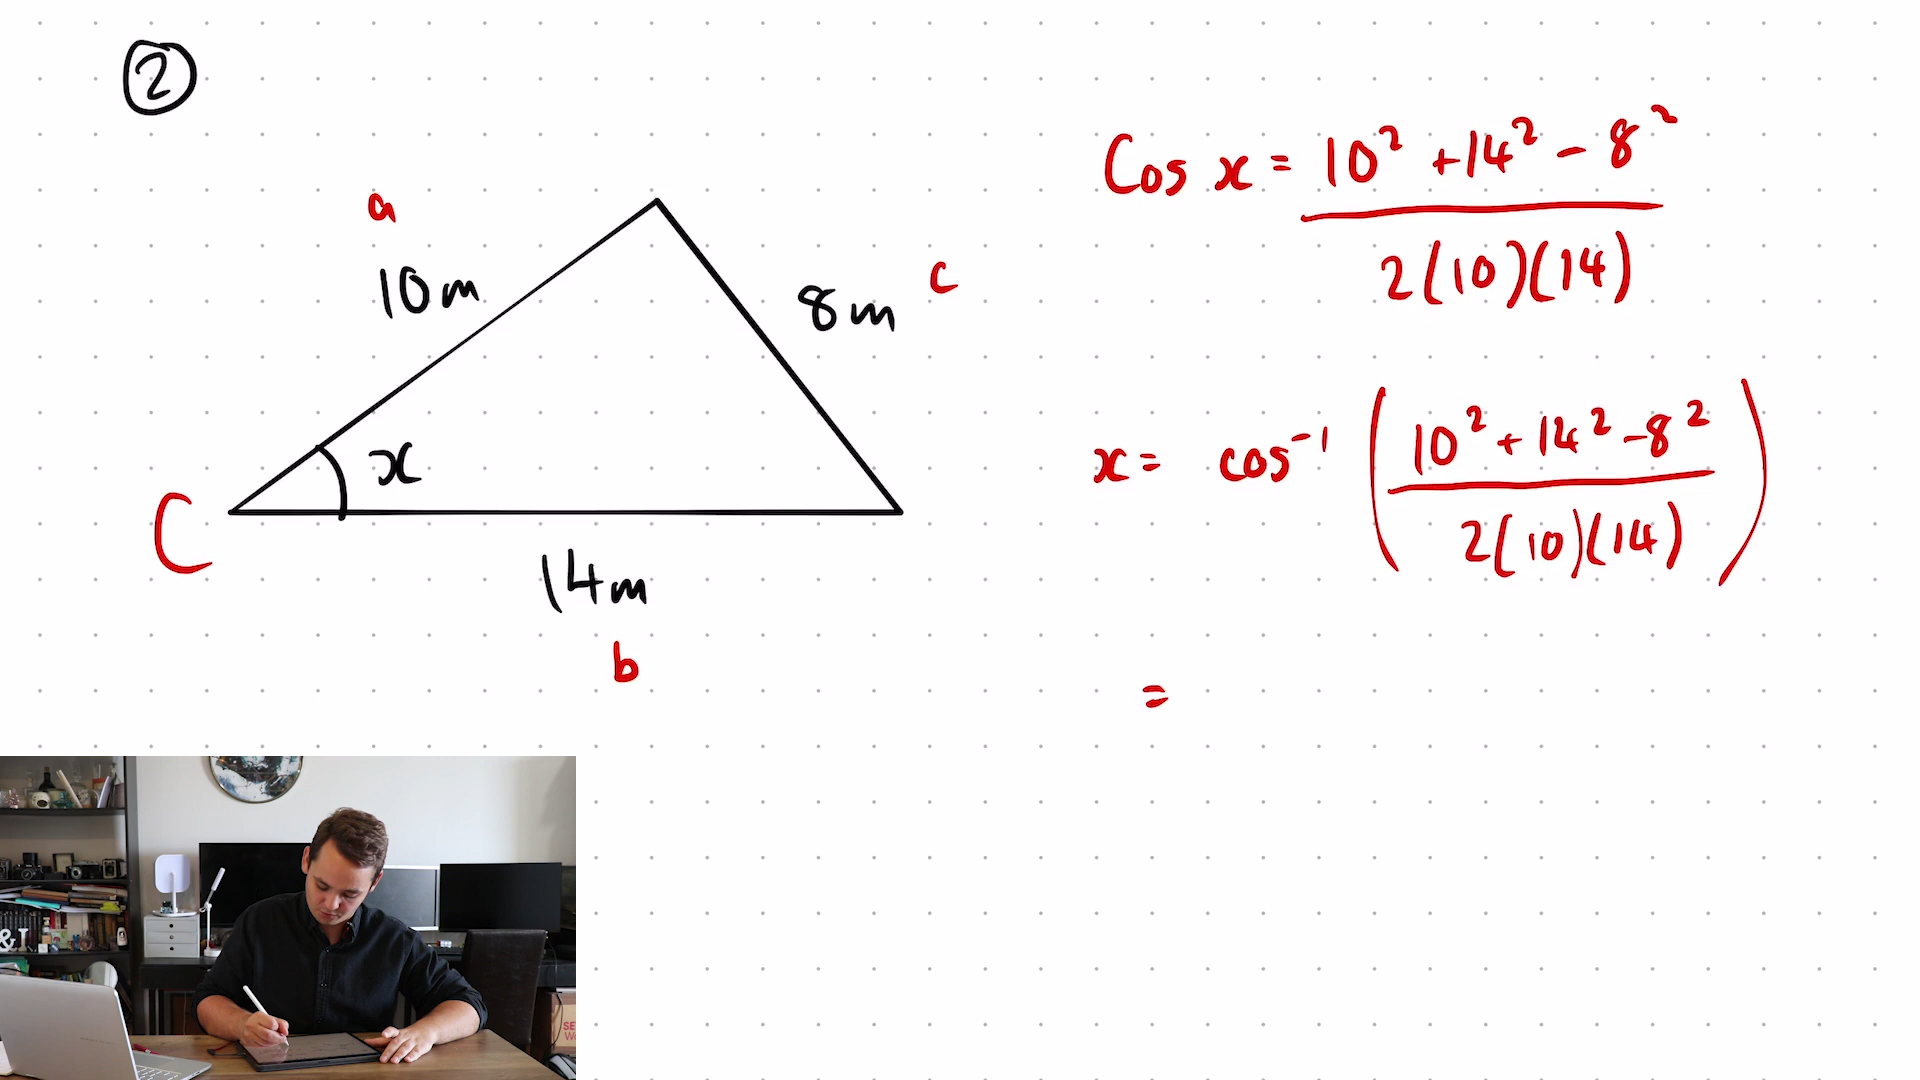 2
a
10m
8m
c
x
C
14m
b
Cos x = 10² + 14² - 8²
2(10)(14)
x = cos⁻¹ ( 10² + 14² - 8²
2(10)(14) )
=
&